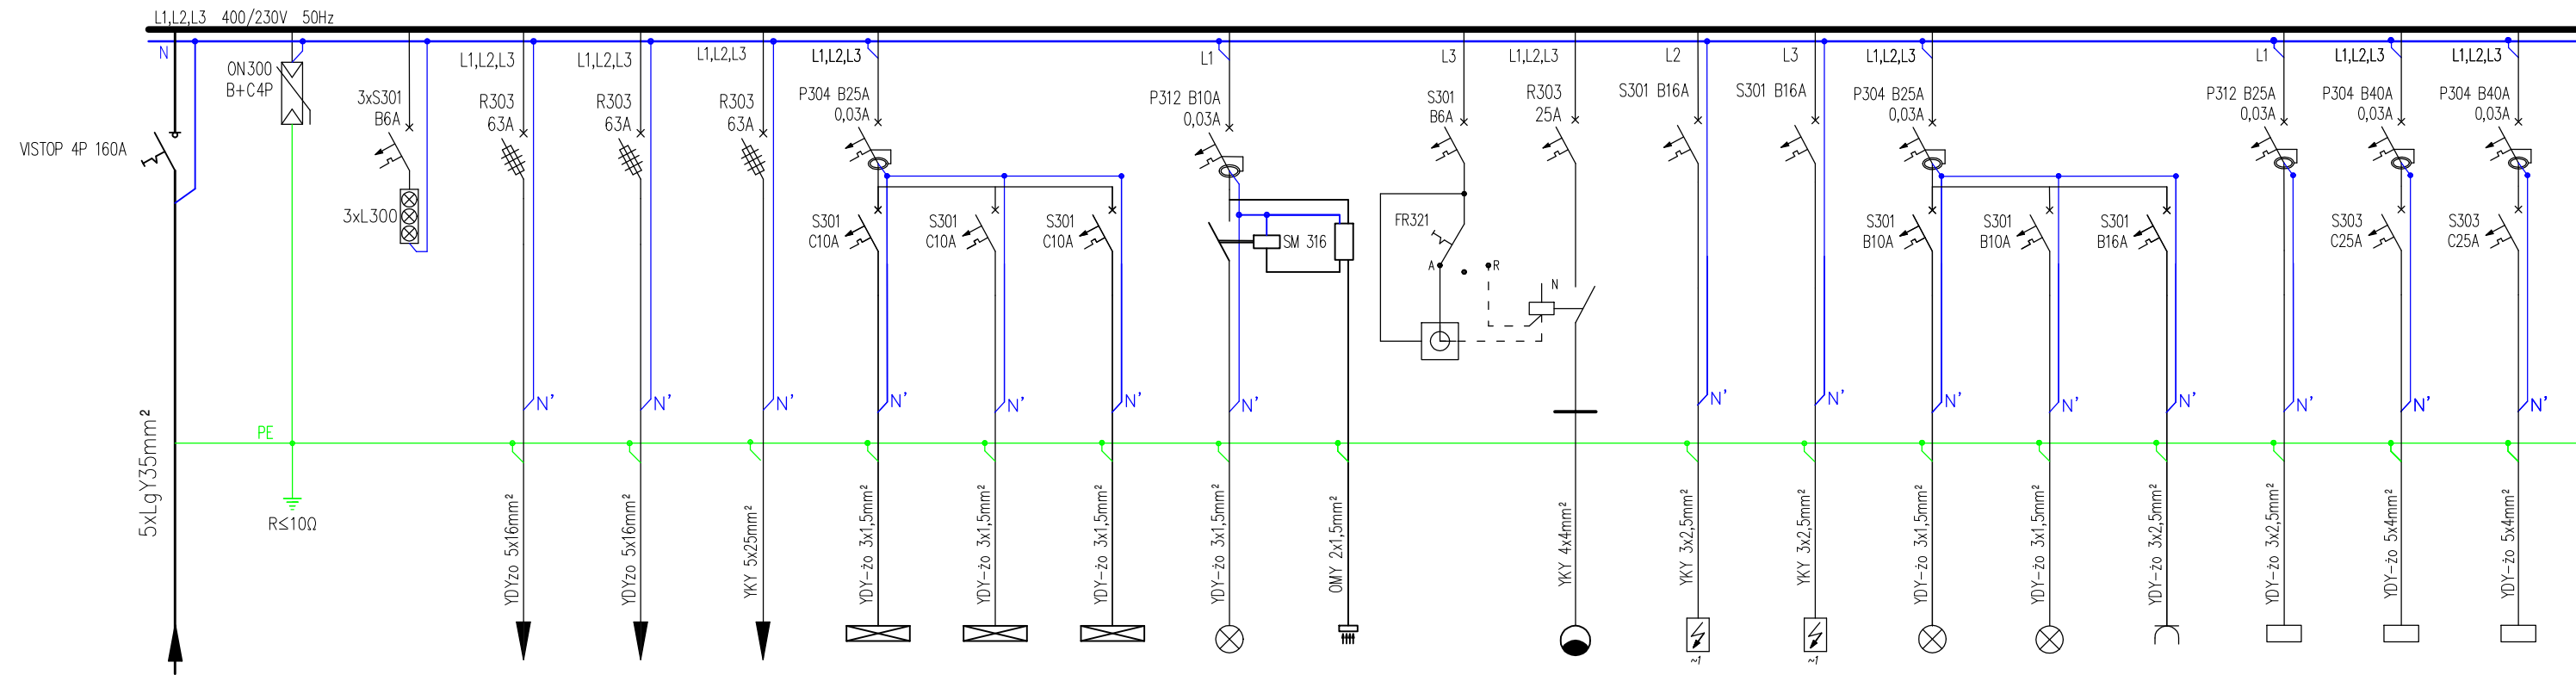 L1,L2,L3 400/230V 50Hz
N
VISTOP 4P 160A
5xLgY35mm²
ON300
B+C4P
PE
R≤10Ω
3xS301
B6A
3xL300
L1,L2,L3
R303
63A
N'
YDYżo 5x16mm²
L1,L2,L3
R303
63A
N'
YDYżo 5x16mm²
L1,L2,L3
R303
63A
N'
YKY 5x25mm²
L1,L2,L3
P304 B25A
0,03A
S301
C10A
N'
YDY-żo 3x1,5mm²
S301
C10A
N'
YDY-żo 3x1,5mm²
S301
C10A
N'
YDY-żo 3x1,5mm²
L1
P312 B10A
0,03A
SM 316
N'
YDY-żo 3x1,5mm²
OMY 2x1,5mm²
L3
S301
B6A
FR321
A
R
L1,L2,L3
R303
25A
N
YKY 4x4mm²
L2
S301 B16A
N'
YKY 3x2,5mm²
~1
L3
S301 B16A
N'
YKY 3x2,5mm²
~1
L1,L2,L3
P304 B25A
0,03A
S301
B10A
N'
YDY-żo 3x1,5mm²
S301
B10A
N'
YDY-żo 3x1,5mm²
S301
B16A
N'
YDY-żo 3x2,5mm²
L1
P312 B25A
0,03A
N'
YDY-żo 3x2,5mm²
L1,L2,L3
P304 B40A
0,03A
S303
C25A
N'
YDY-żo 5x4mm²
L1,L2,L3
P304 B40A
0,03A
S303
C25A
N'
YDY-żo 5x4mm²